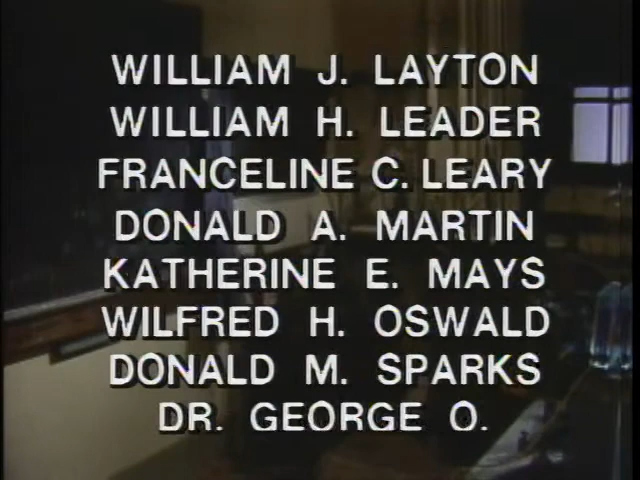 WILLIAM J. LAYTON
WILLIAM H. LEADER
FRANCELINE C. LEARY
DONALD A. MARTIN
KATHERINE E. MAYS
WILFRED H. OSWALD
DONALD M. SPARKS
DR. GEORGE O.